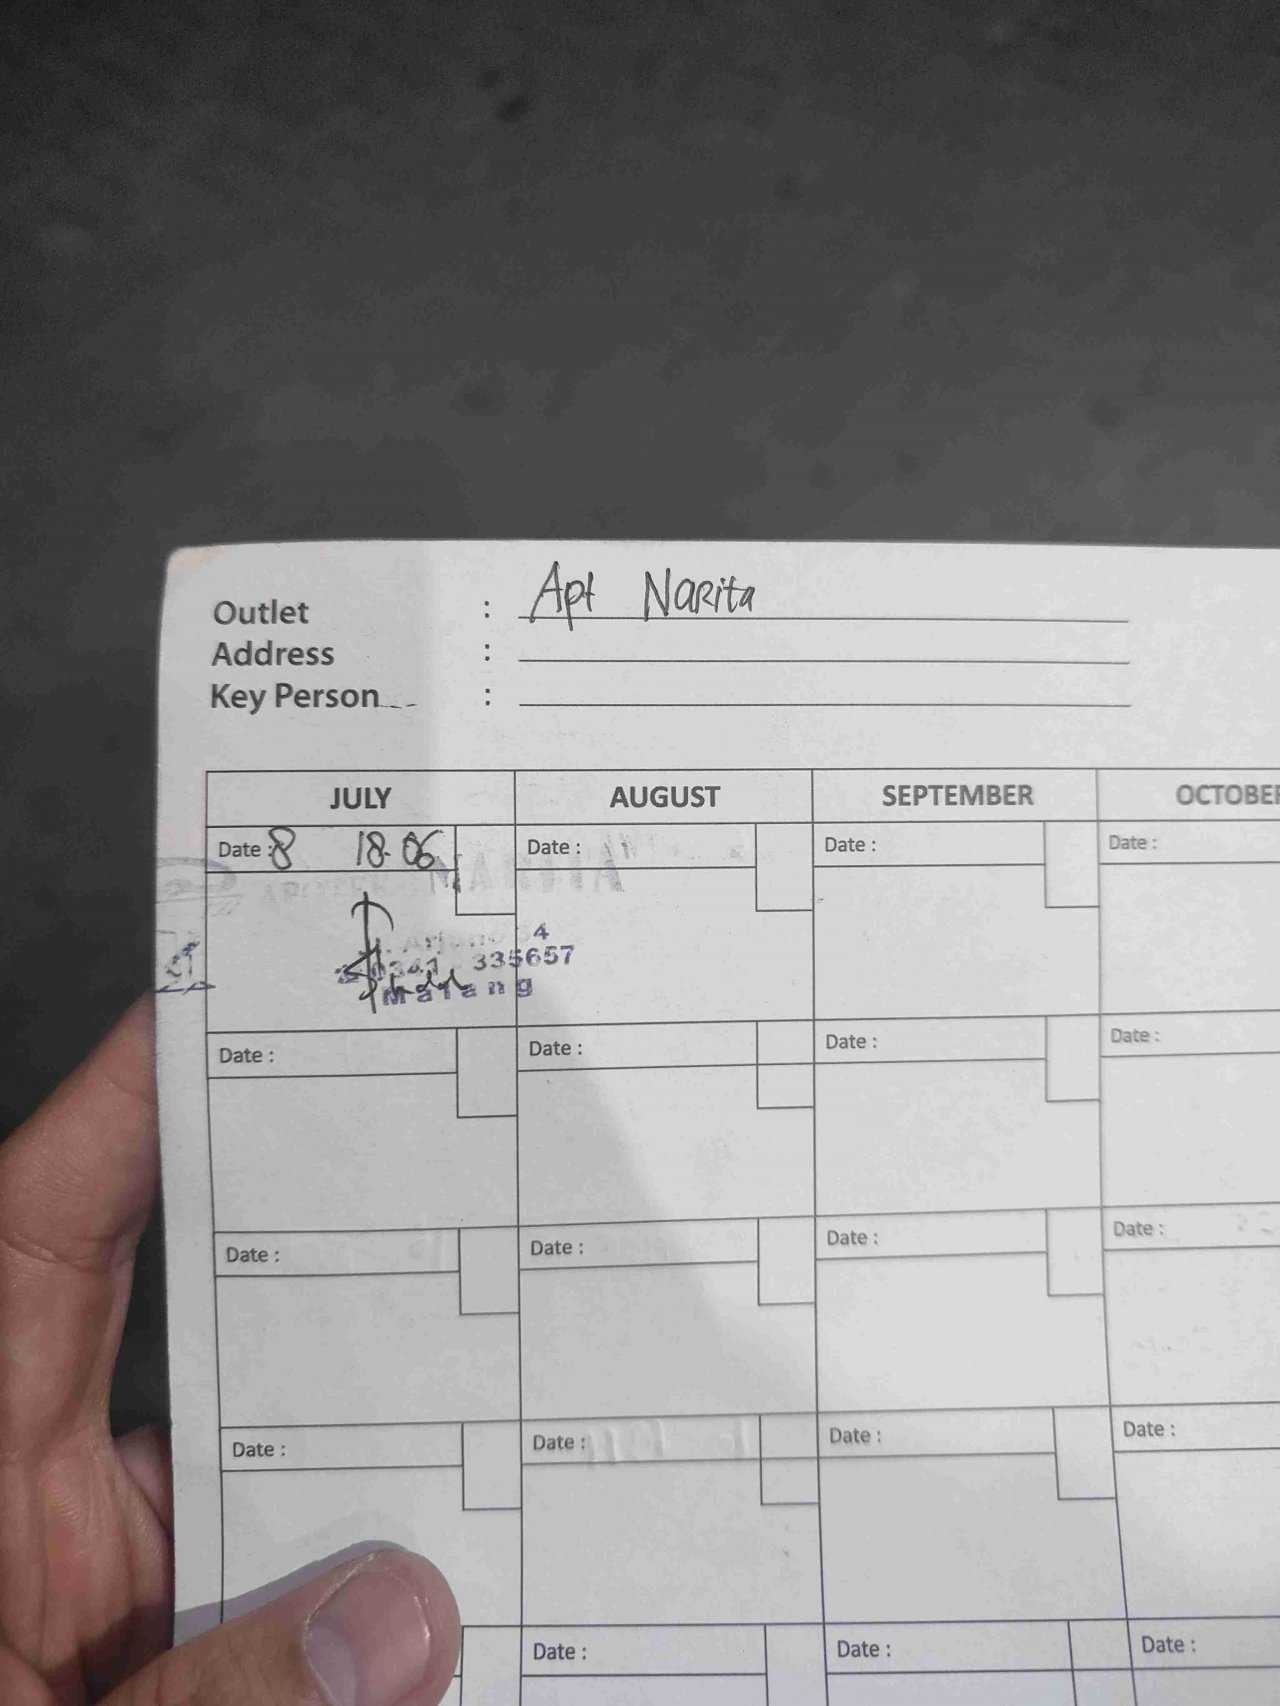 Outlet : Apt Narita
Address :
Key Person :
JULY AUGUST SEPTEMBER
Date : 8 18.06 Date : Date : Date :
4
0341 335657
Malang
Date : Date : Date : Date :
Date : Date : Date : Date :
Date : Date : Date : Date :
Date : Date : Date :